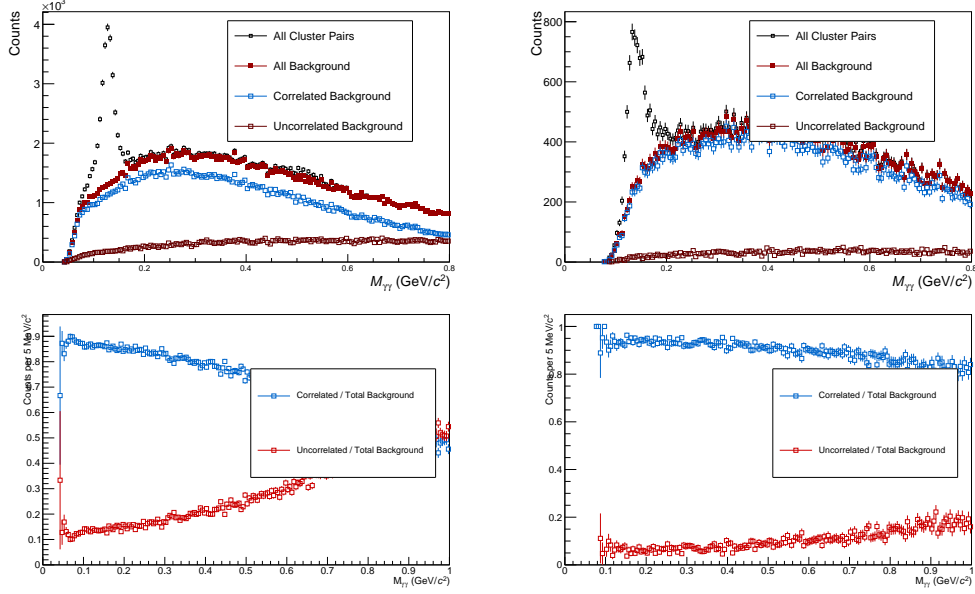 ×10³
Counts
4
3
2
1
0
All Cluster Pairs
All Background
Correlated Background
Uncorrelated Background
0 0.2 0.4 0.6 0.8
Mγγ (GeV/c²)
Counts
800
600
400
200
0
All Cluster Pairs
All Background
Correlated Background
Uncorrelated Background
0 0.2 0.4 0.6 0.8
Mγγ (GeV/c²)
Counts per 5 MeV/c²
0.9
0.8
0.7
0.6
0.5
0.4
0.3
0.2
0.1
0
Correlated / Total Background
Uncorrelated / Total Background
0 0.1 0.2 0.3 0.4 0.5 0.6 0.7 0.8 0.9 1
Mγγ (GeV/c²)
Counts per 5 MeV/c²
1
0.8
0.6
0.4
0.2
0
Correlated / Total Background
Uncorrelated / Total Background
0 0.1 0.2 0.3 0.4 0.5 0.6 0.7 0.8 0.9 1
Mγγ (GeV/c²)